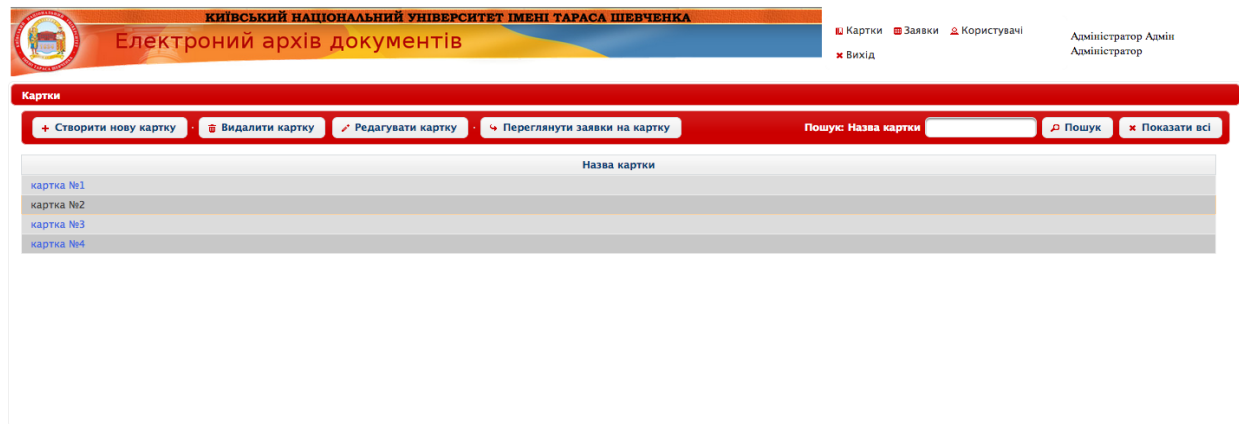 КИЇВСЬКИЙ НАЦІОНАЛЬНИЙ УНІВЕРСИТЕТ ІМЕНІ ТАРАСА ШЕВЧЕНКА
Електроний архів документів
Картки Заявки Користувачі
Вихід
Адміністратор Адмін
Адміністратор
Картки
Створити нову картку Видалити картку Редагувати картку Переглянути заявки на картку Пошук: Назва картки Пошук Показати всі
Назва картки
картка №1
картка №2
картка №3
картка №4